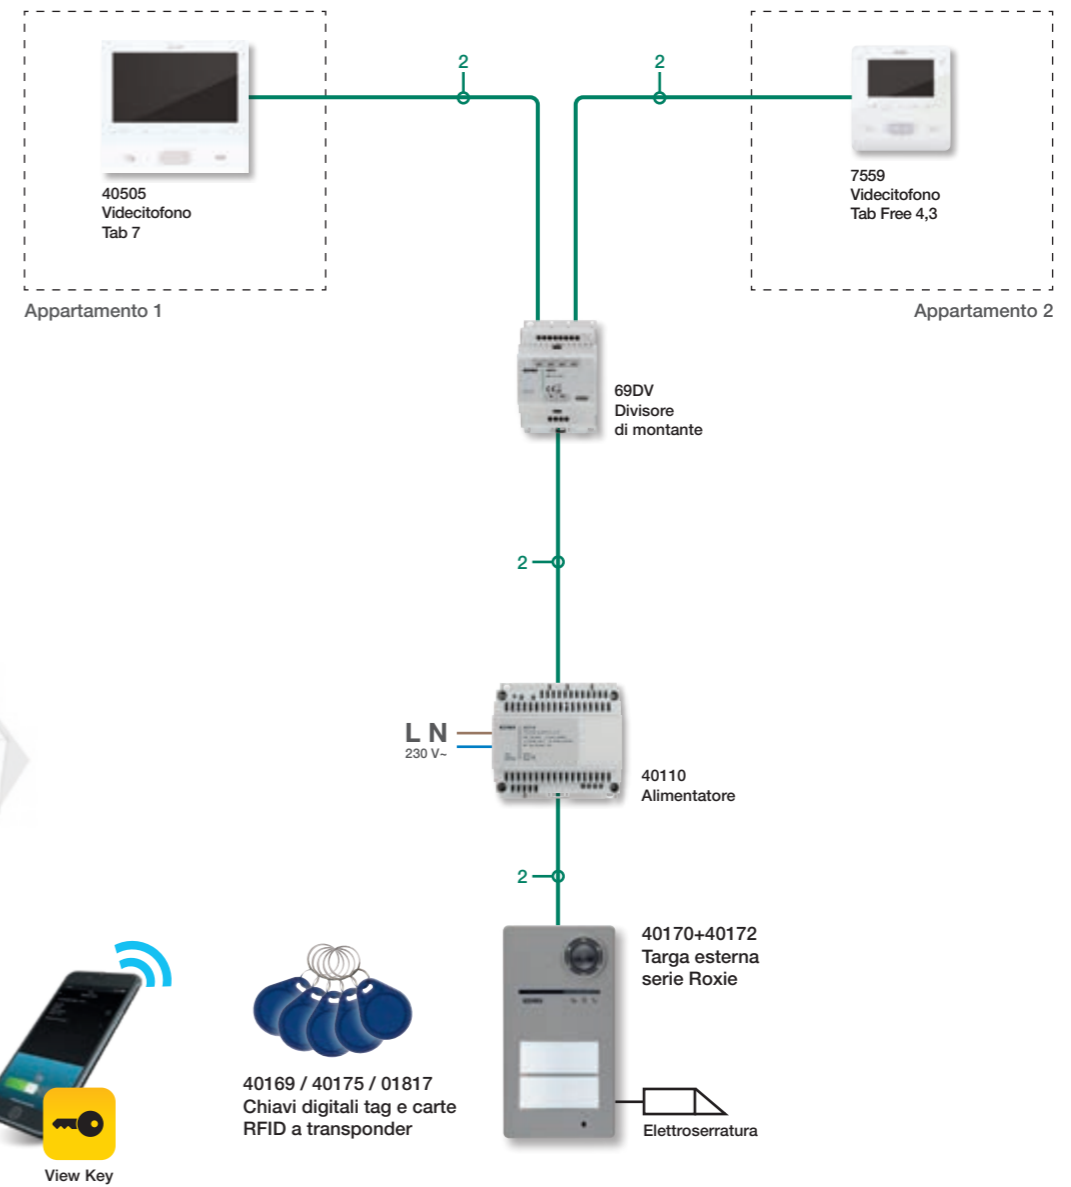 2
2
40505
Videcitofono
Tab 7
7559
Videcitofono
Tab Free 4,3
Appartamento 1
Appartamento 2
69DV
Divisore
di montante
2
L N
230 V~
40110
Alimentatore
2
40170+40172
Targa esterna
serie Roxie
40169 / 40175 / 01817
Chiavi digitali tag e carte
RFID a transponder
Elettroserratura
View Key